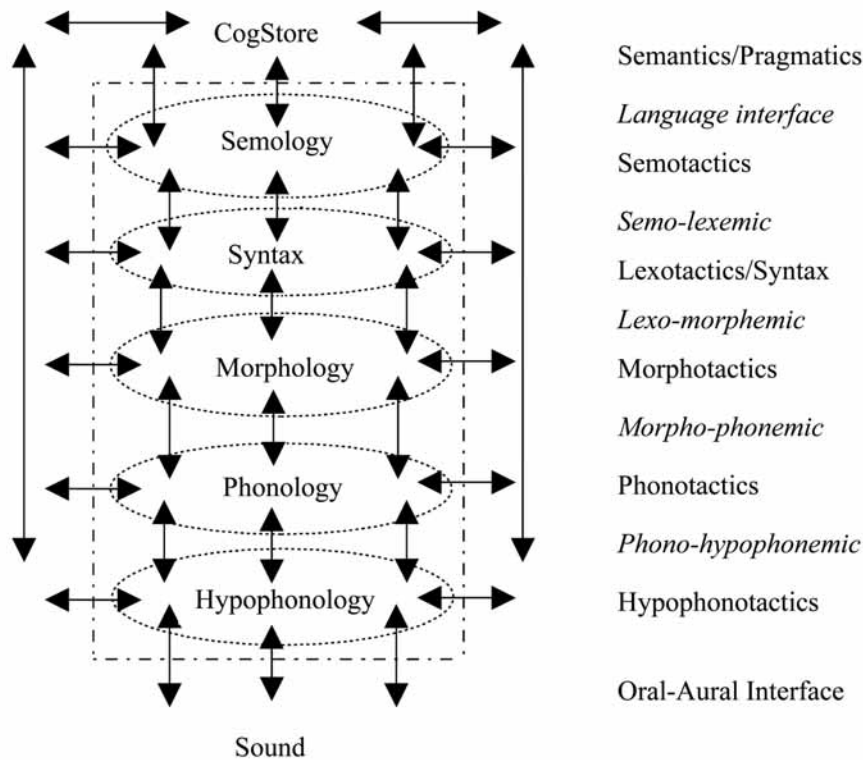 CogStore
Semantics/Pragmatics
Language interface
Semology
Semotactics
Semo-lexemic
Syntax
Lexotactics/Syntax
Lexo-morphemic
Morphology
Morphotactics
Morpho-phonemic
Phonology
Phonotactics
Phono-hypophonemic
Hypophonology
Hypophonotactics
Oral-Aural Interface
Sound